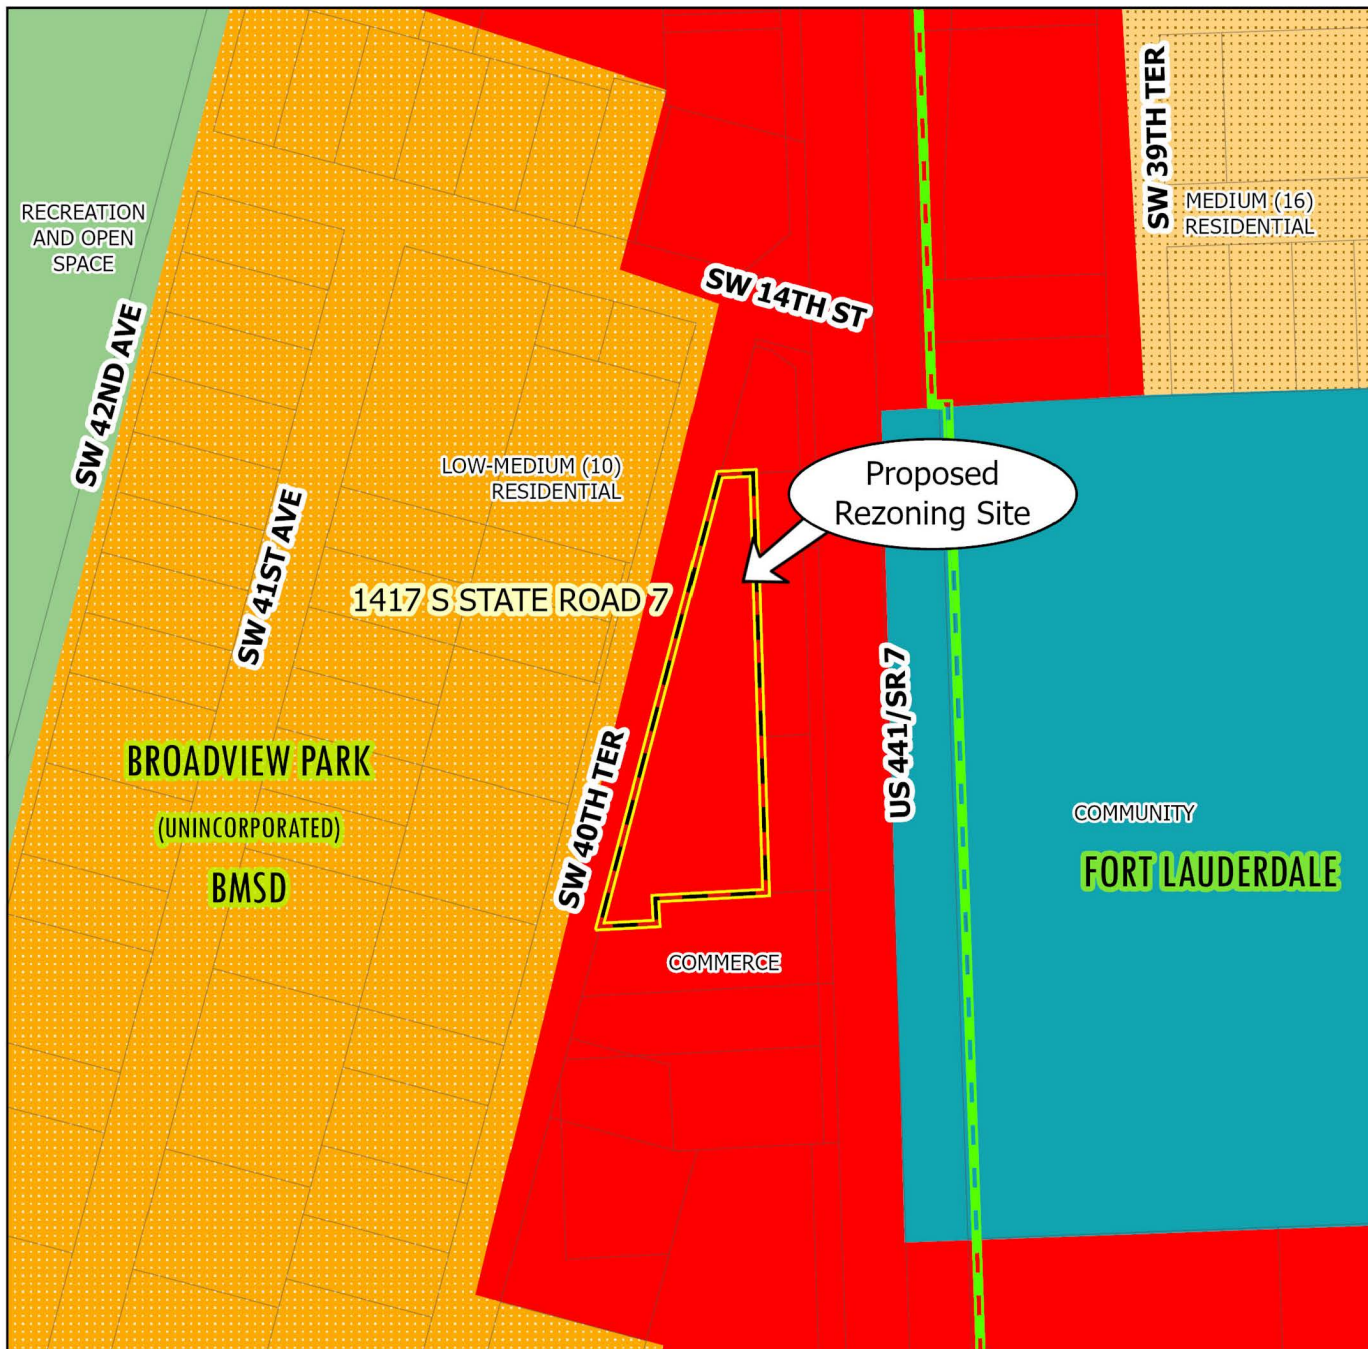 SW 39TH TER
RECREATION
AND OPEN
SPACE
MEDIUM (16)
RESIDENTIAL
SW 14TH ST
SW 42ND AVE
LOW-MEDIUM (10)
RESIDENTIAL
Proposed
Rezoning Site
SW 41ST AVE
1417 S STATE ROAD 7
US 441/SR 7
BROADVIEW PARK
(UNINCORPORATED)
BMSD
SW 40TH TER
COMMUNITY
FORT LAUDERDALE
COMMERCE